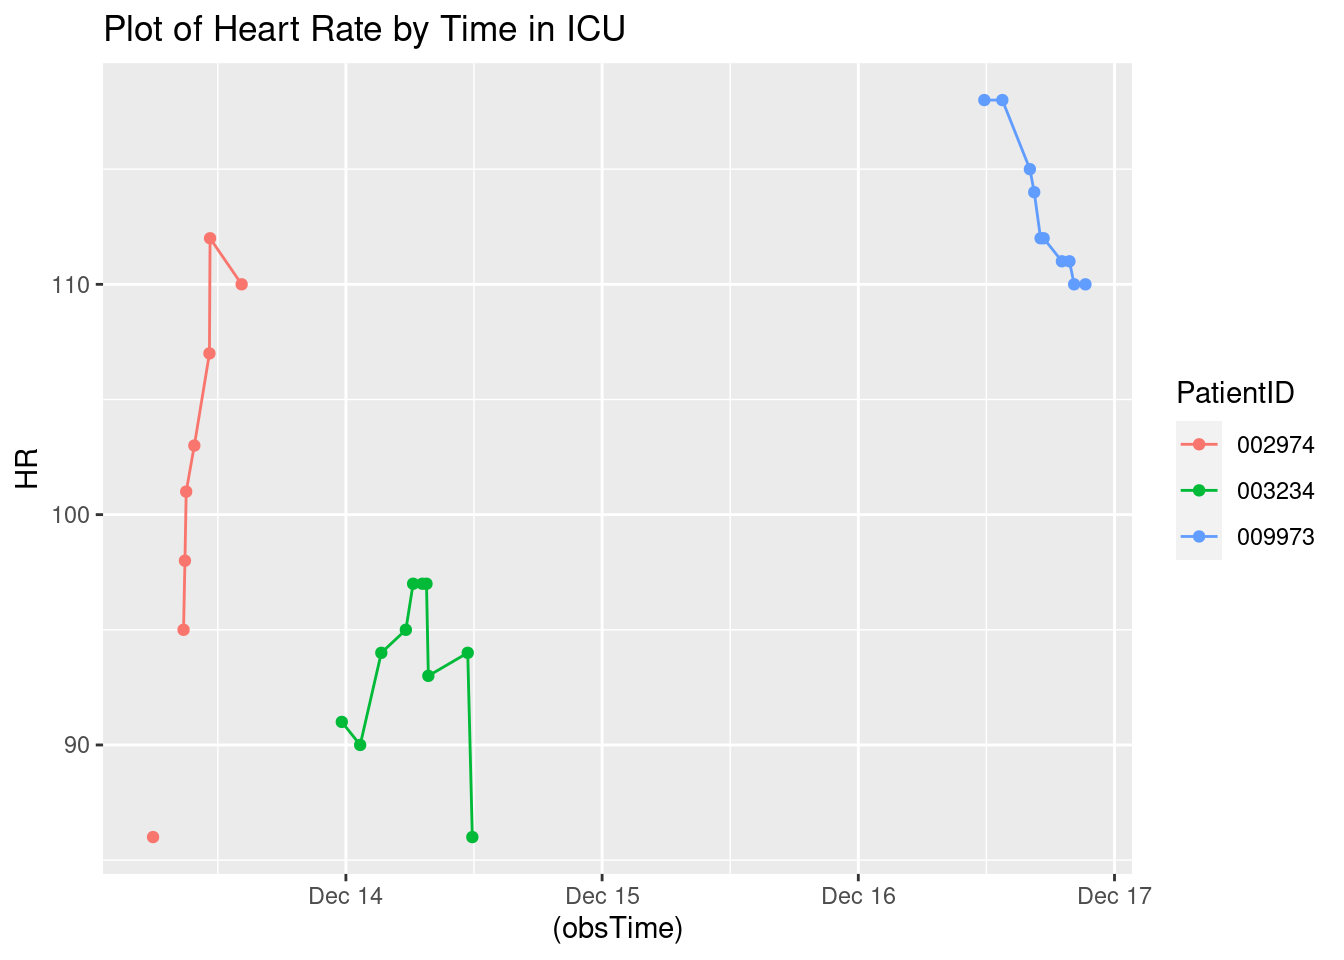 Plot of Heart Rate by Time in ICU
HR
110
100
90
Dec 14
Dec 15
Dec 16
Dec 17
(obsTime)
PatientID
002974
003234
009973